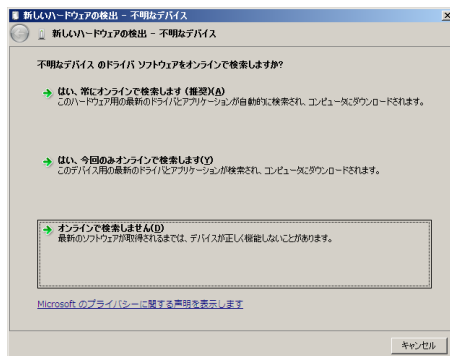 新しいハードウェアの検出 - 不明なデバイス
新しいハードウェアの検出 - 不明なデバイス
不明なデバイス のドライバ ソフトウェアをオンラインで検索しますか?
はい、常にオンラインで検索します (推奨)(A)
このハードウェア用の最新のドライバとアプリケーションが自動的に検索され、コンピュータにダウンロードされます。
はい、今回のみオンラインで検索します(Y)
このデバイス用の最新のドライバとアプリケーションが検索され、コンピュータにダウンロードされます。
オンラインで検索しません(D)
最新のソフトウェアが取得されるまでは、デバイスが正しく機能しないことがあります。
Microsoft のプライバシーに関する声明を表示します
キャンセル